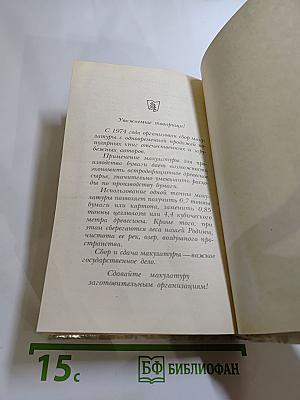 Уважаемые товарищи!
С 1974 года организован сбор маку-
латуры с одновременной продажей по-
пулярных книг отечественных и зару-
бежных авторов.
Применение макулатуры для про-
изводства бумаги дает возможность
экономить
древесное
сырье, значительно уменьшить расхо-
ды по производству бумаги.
Использование одной тонны маку-
латуры позволяет получить 0,7 тонны
бумаги или картона, заменить 0,85
тонны целлюлозы или 4,4 кубического
метра древесины. Кроме того, при
этом сберегаются леса нашей Родины,
чистота ее рек, озер, воздушного про-
странства.
Сбор и сдача макулатуры — важное
государственное дело.
Сдавайте макулатуру
заготовительным организациям!
15с
БФ БИБЛИОФАН